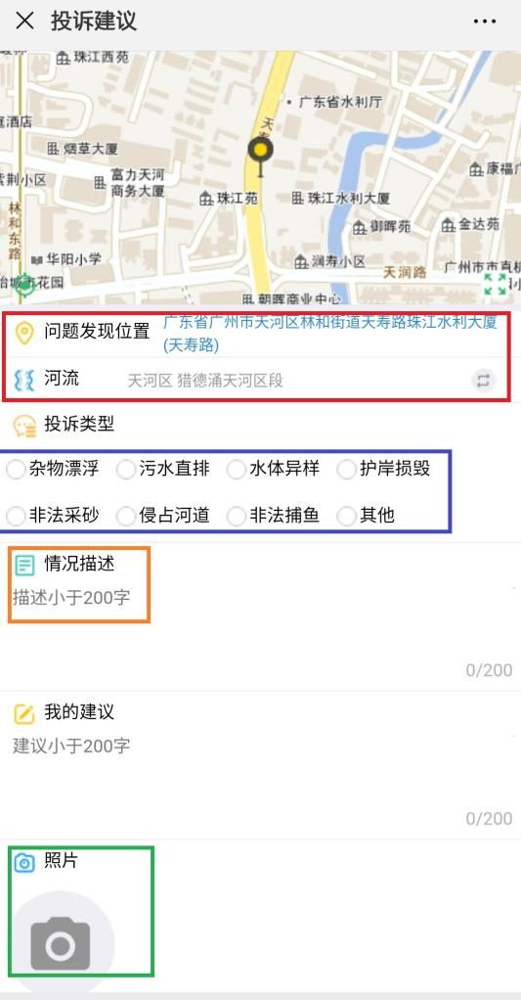 投诉建议
珠江西苑
广东省水利厅
天
酒店
烟草大厦
康福
紫荆小区
富力天河
商务大厦
珠江苑
珠江水利大厦
林和东路
御晖苑
金达苑
华阳小学
润寿小区
天润路
广州市市直机
怡城市花园
朝晖商业中心
问题发现位置
广东省广州市天河区林和街道天寿路珠江水利大厦
(天寿路)
河流
天河区 猎德涌天河区段
投诉类型
杂物漂浮 污水直排 水体异样 护岸损毁
非法采砂 侵占河道 非法捕鱼 其他
情况描述
描述小于200字
0/200
我的建议
建议小于200字
0/200
照片